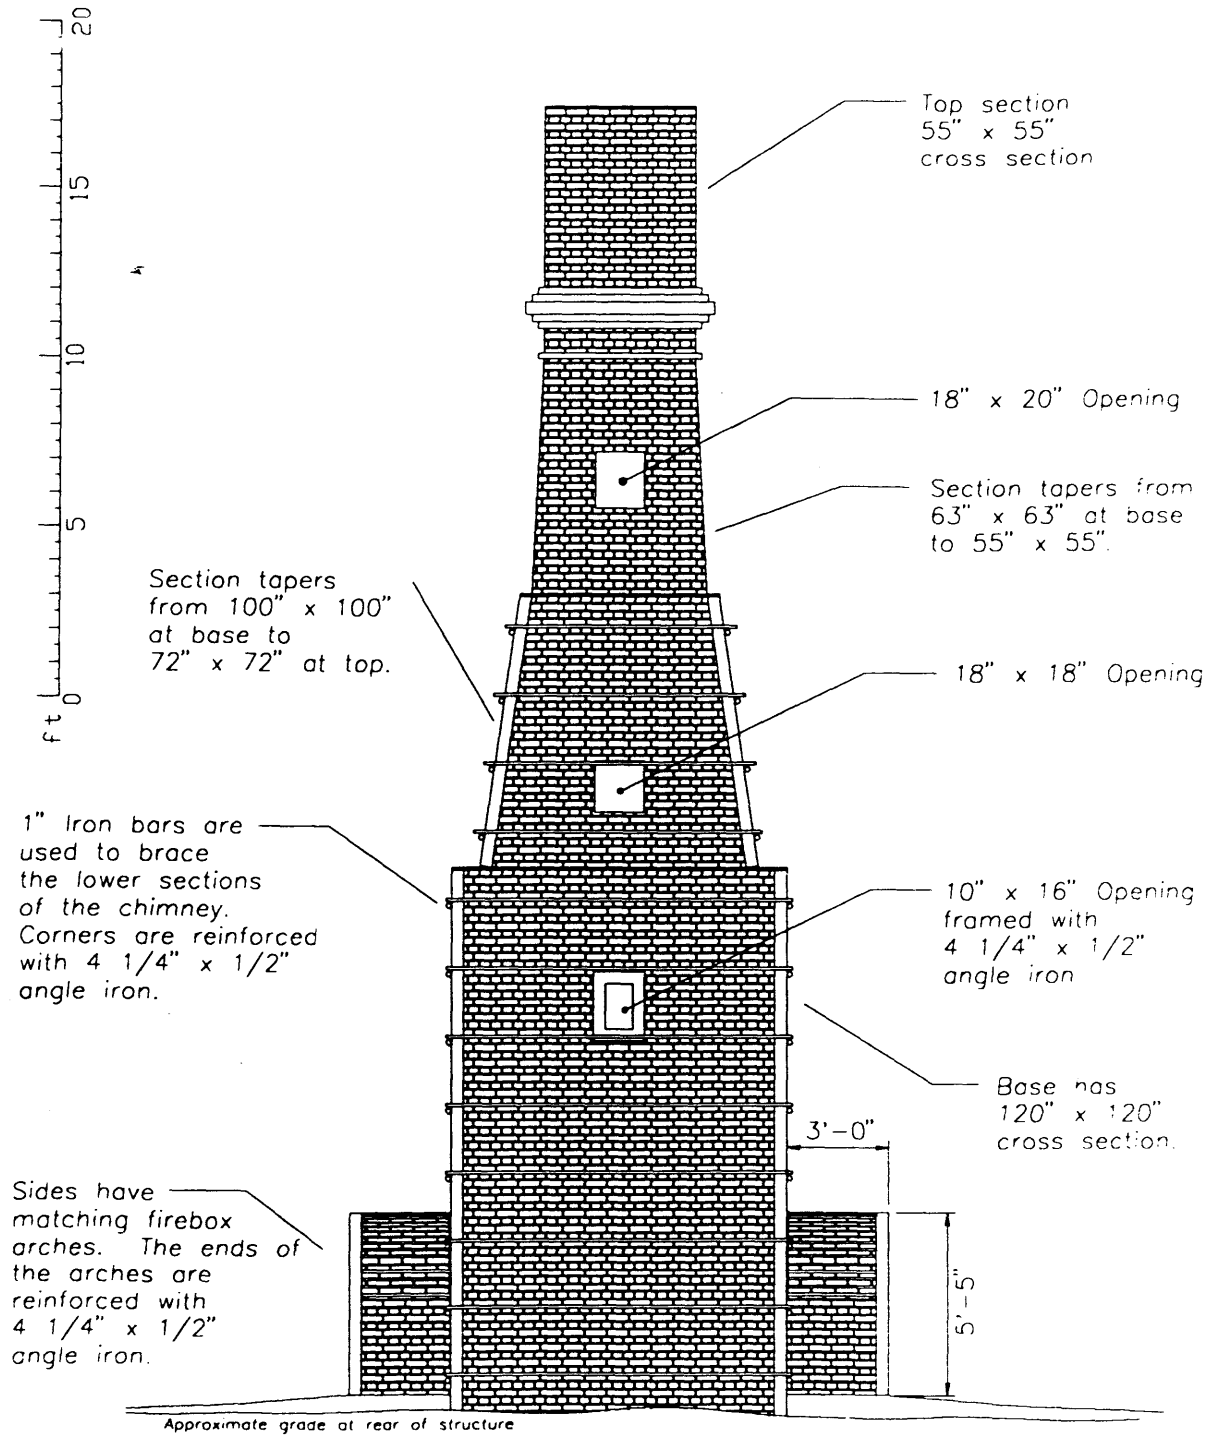 20
15
10
5
0
ft
Top section
55" x 55"
cross section
18" x 20" Opening
Section tapers from
63" x 63" at base
to 55" x 55".
Section tapers
from 100" x 100"
at base to
72" x 72" at top.
18" x 18" Opening
1" Iron bars are
used to brace
the lower sections
of the chimney.
Corners are reinforced
with 4 1/4" x 1/2"
angle iron.
10" x 16" Opening
framed with
4 1/4" x 1/2"
angle iron
Base has
120" x 120"
cross section.
3'-0"
Sides have
matching firebox
arches. The ends of
the arches are
reinforced with
4 1/4" x 1/2"
angle iron.
5'-5"
Approximate grade at rear of structure